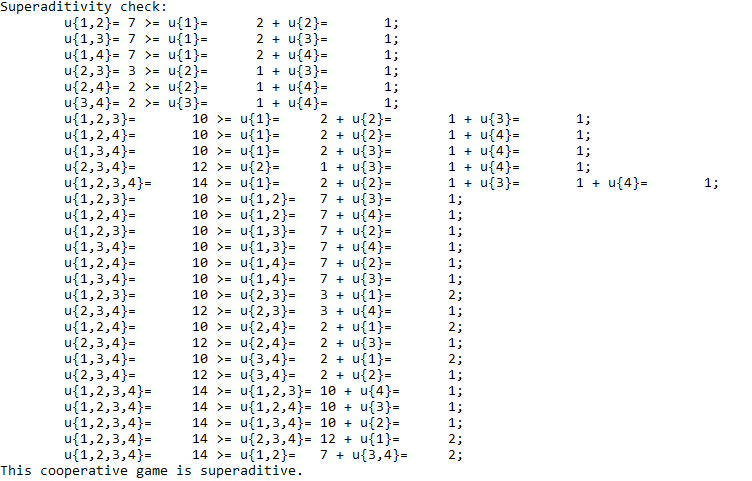 Superaditivity check:
u{1,2}= 7 >= u{1}= 2 + u{2}= 1;
u{1,3}= 7 >= u{1}= 2 + u{3}= 1;
u{1,4}= 7 >= u{1}= 2 + u{4}= 1;
u{2,3}= 3 >= u{2}= 1 + u{3}= 1;
u{2,4}= 2 >= u{2}= 1 + u{4}= 1;
u{3,4}= 2 >= u{3}= 1 + u{4}= 1;
u{1,2,3}= 10 >= u{1}= 2 + u{2}= 1 + u{3}= 1;
u{1,2,4}= 10 >= u{1}= 2 + u{2}= 1 + u{4}= 1;
u{1,3,4}= 10 >= u{1}= 2 + u{3}= 1 + u{4}= 1;
u{2,3,4}= 12 >= u{2}= 1 + u{3}= 1 + u{4}= 1;
u{1,2,3,4}= 14 >= u{1}= 2 + u{2}= 1 + u{3}= 1 + u{4}= 1;
u{1,2,3}= 10 >= u{1,2}= 7 + u{3}= 1;
u{1,2,4}= 10 >= u{1,2}= 7 + u{4}= 1;
u{1,2,3}= 10 >= u{1,3}= 7 + u{2}= 1;
u{1,3,4}= 10 >= u{1,3}= 7 + u{4}= 1;
u{1,2,4}= 10 >= u{1,4}= 7 + u{2}= 1;
u{1,3,4}= 10 >= u{1,4}= 7 + u{3}= 1;
u{1,2,3}= 10 >= u{2,3}= 3 + u{1}= 2;
u{2,3,4}= 12 >= u{2,3}= 3 + u{4}= 1;
u{1,2,4}= 10 >= u{2,4}= 2 + u{1}= 2;
u{2,3,4}= 12 >= u{2,4}= 2 + u{3}= 1;
u{1,3,4}= 10 >= u{3,4}= 2 + u{1}= 2;
u{2,3,4}= 12 >= u{3,4}= 2 + u{2}= 1;
u{1,2,3,4}= 14 >= u{1,2,3}= 10 + u{4}= 1;
u{1,2,3,4}= 14 >= u{1,2,4}= 10 + u{3}= 1;
u{1,2,3,4}= 14 >= u{1,3,4}= 10 + u{2}= 1;
u{1,2,3,4}= 14 >= u{2,3,4}= 12 + u{1}= 2;
u{1,2,3,4}= 14 >= u{1,2}= 7 + u{3,4}= 2;
This cooperative game is superaditive.